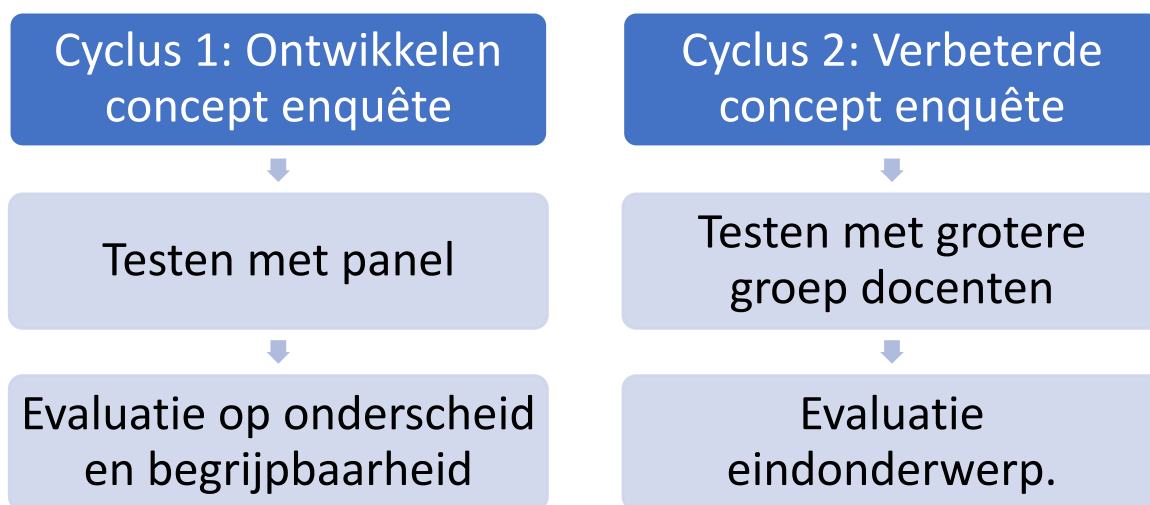 Cyclus 1: Ontwikkelen
concept enquête
Testen met panel
Evaluatie op onderscheid
en begrijpbaarheid
Cyclus 2: Verbeterde
concept enquête
Testen met grotere
groep docenten
Evaluatie
eindonderwerp.